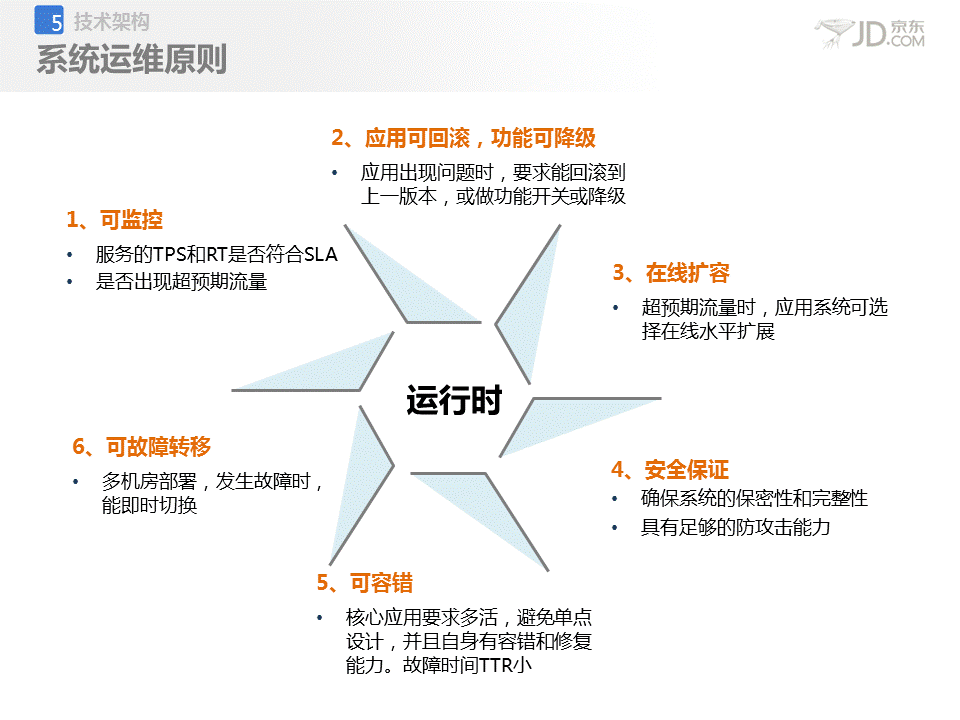 5 技术架构
系统运维原则
JD 京东
.COM
2、应用可回滚，功能可降级
• 应用出现问题时，要求能回滚到
上一版本，或做功能开关或降级
1、可监控
• 服务的TPS和RT是否符合SLA
• 是否出现超预期流量
3、在线扩容
• 超预期流量时，应用系统可选
择在线水平扩展
运行时
6、可故障转移
• 多机房部署，发生故障时，
能即时切换
4、安全保证
• 确保系统的保密性和完整性
• 具有足够的防攻击能力
5、可容错
• 核心应用要求多活，避免单点
设计，并且自身有容错和修复
能力。故障时间TTR小